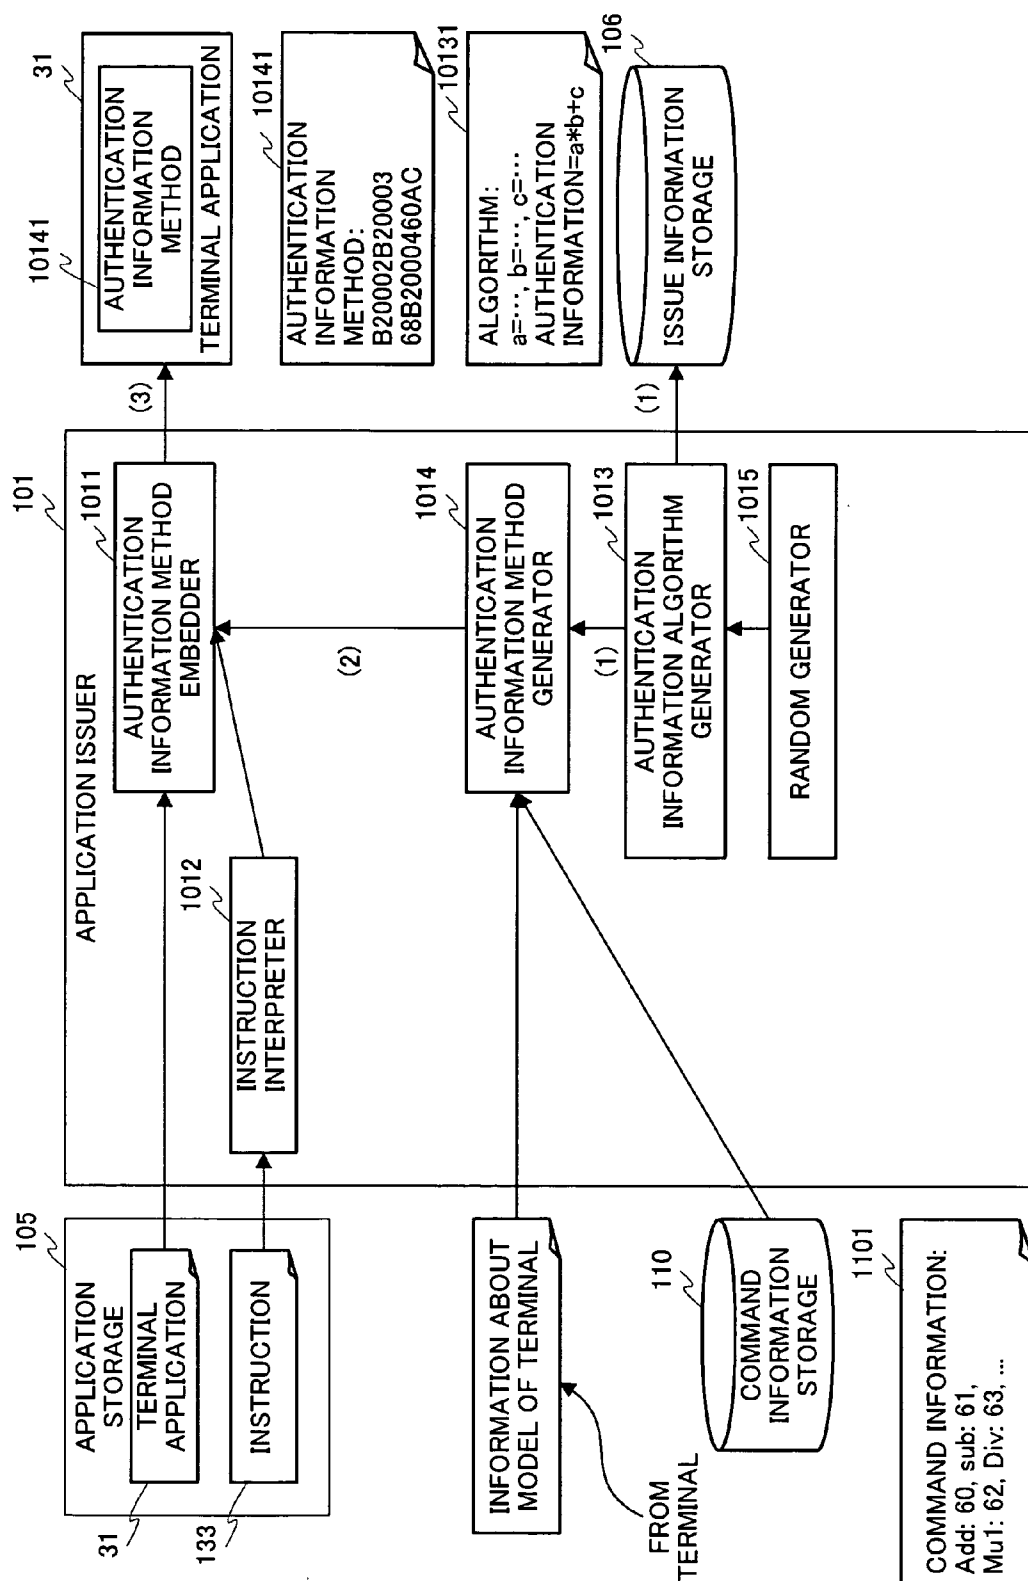 105
APPLICATION
STORAGE
TERMINAL
APPLICATION
31
INSTRUCTION
133
INFORMATION ABOUT
MODEL OF TERMINAL
FROM
TERMINAL
110
COMMAND
INFORMATION
STORAGE
1101
COMMAND INFORMATION:
Add: 60, sub: 61,
Mu1: 62, Div: 63, ...
101
APPLICATION ISSUER
1012
INSTRUCTION
INTERPRETER
1011
AUTHENTICATION
INFORMATION METHOD
EMBEDDER
(2)
1014
AUTHENTICATION
INFORMATION METHOD
GENERATOR
(1)
1013
AUTHENTICATION
INFORMATION ALGORITHM
GENERATOR
1015
RANDOM GENERATOR
(3)
(1)
31
10141
AUTHENTICATION
INFORMATION
METHOD
TERMINAL APPLICATION
10141
AUTHENTICATION
INFORMATION
METHOD:
B20002B20003
68B2000460AC
10131
ALGORITHM:
a=···, b=···, c=···
AUTHENTICATION
INFORMATION=a*b+c
106
ISSUE INFORMATION
STORAGE